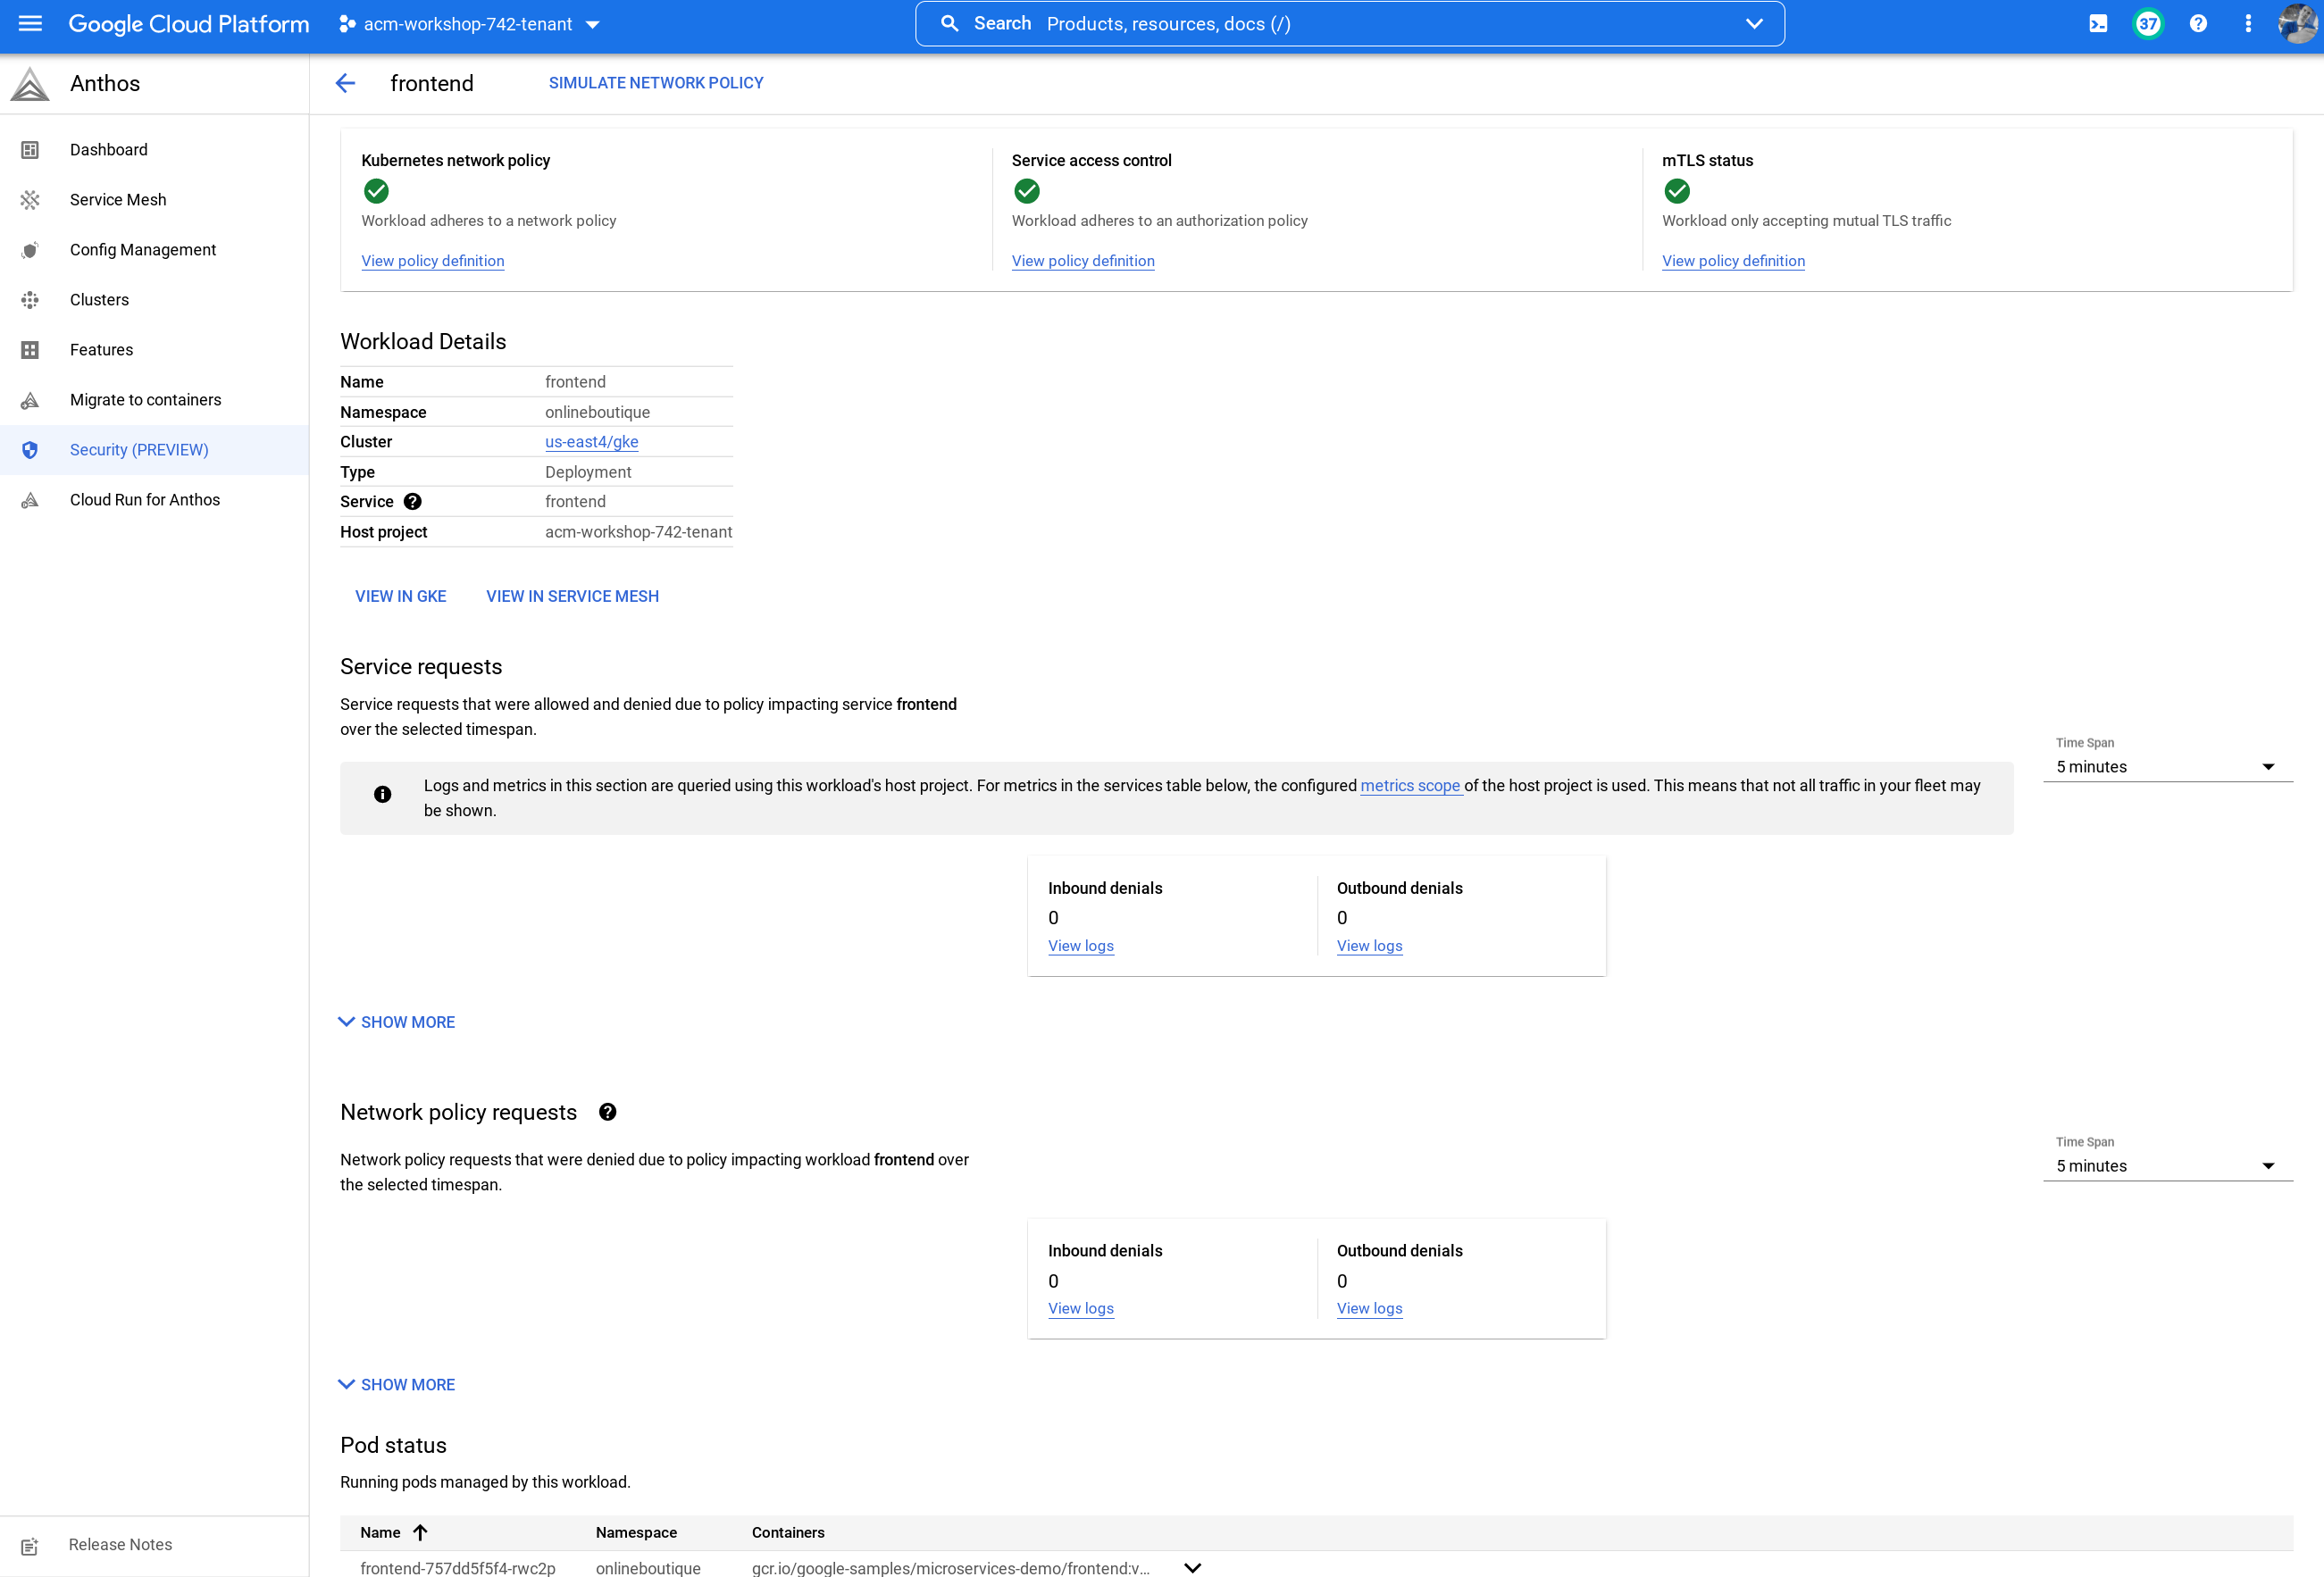 Google Cloud Platform
acm-workshop-742-tenant
Search Products, resources, docs (/)
37
Anthos
frontend
SIMULATE NETWORK POLICY
Dashboard
Service Mesh
Config Management
Clusters
Features
Migrate to containers
Security (PREVIEW)
Cloud Run for Anthos
Release Notes
Kubernetes network policy
Workload adheres to a network policy
View policy definition
Service access control
Workload adheres to an authorization policy
View policy definition
mTLS status
Workload only accepting mutual TLS traffic
View policy definition
Workload Details
Name frontend
Namespace onlineboutique
Cluster us-east4/gke
Type Deployment
Service frontend
Host project acm-workshop-742-tenant
VIEW IN GKE VIEW IN SERVICE MESH
Service requests
Service requests that were allowed and denied due to policy impacting service frontend
over the selected timespan.
Time Span
5 minutes
Logs and metrics in this section are queried using this workload's host project. For metrics in the services table below, the configured metrics scope of the host project is used. This means that not all traffic in your fleet may
be shown.
Inbound denials
0
View logs
Outbound denials
0
View logs
SHOW MORE
Network policy requests
Network policy requests that were denied due to policy impacting workload frontend over
the selected timespan.
Time Span
5 minutes
Inbound denials
0
View logs
Outbound denials
0
View logs
SHOW MORE
Pod status
Running pods managed by this workload.
Name Namespace Containers
frontend-757dd5f5f4-rwc2p onlineboutique gcr.io/google-samples/microservices-demo/frontend:v...